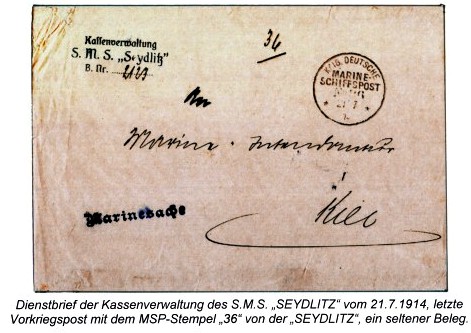 Kassenverwaltung
S. M. S. „Seydlitz"
B. Nr.
36
KAIS. DEUTSCHE
MARINE-
SCHIFFSPOST
An
Marine-Intendantur
Kiel
Marinesache
Dienstbrief der Kassenverwaltung des S.M.S. „SEYDLITZ" vom 21.7.1914, letzte
Vorkriegspost mit dem MSP-Stempel „36" von der „SEYDLITZ", ein seltener Beleg.